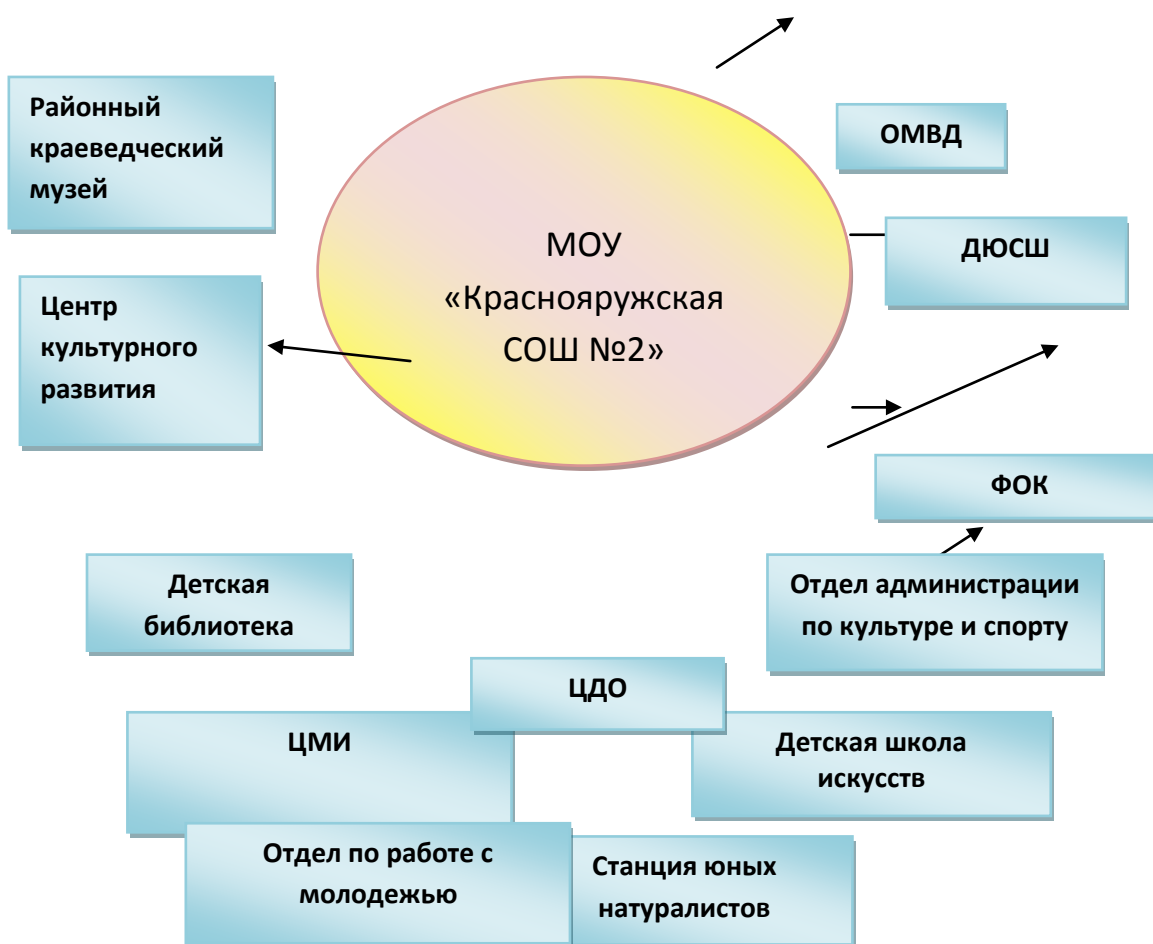 Районный
краеведческий
музей
ОМВД
МОУ
«Краснояружская
СОШ №2»
ДЮСШ
Центр
культурного
развития
ФОК
Детская
библиотека
Отдел администрации
по культуре и спорту
ЦДО
ЦМИ
Детская школа
искусств
Отдел по работе с
молодежью
Станция юных
натуралистов